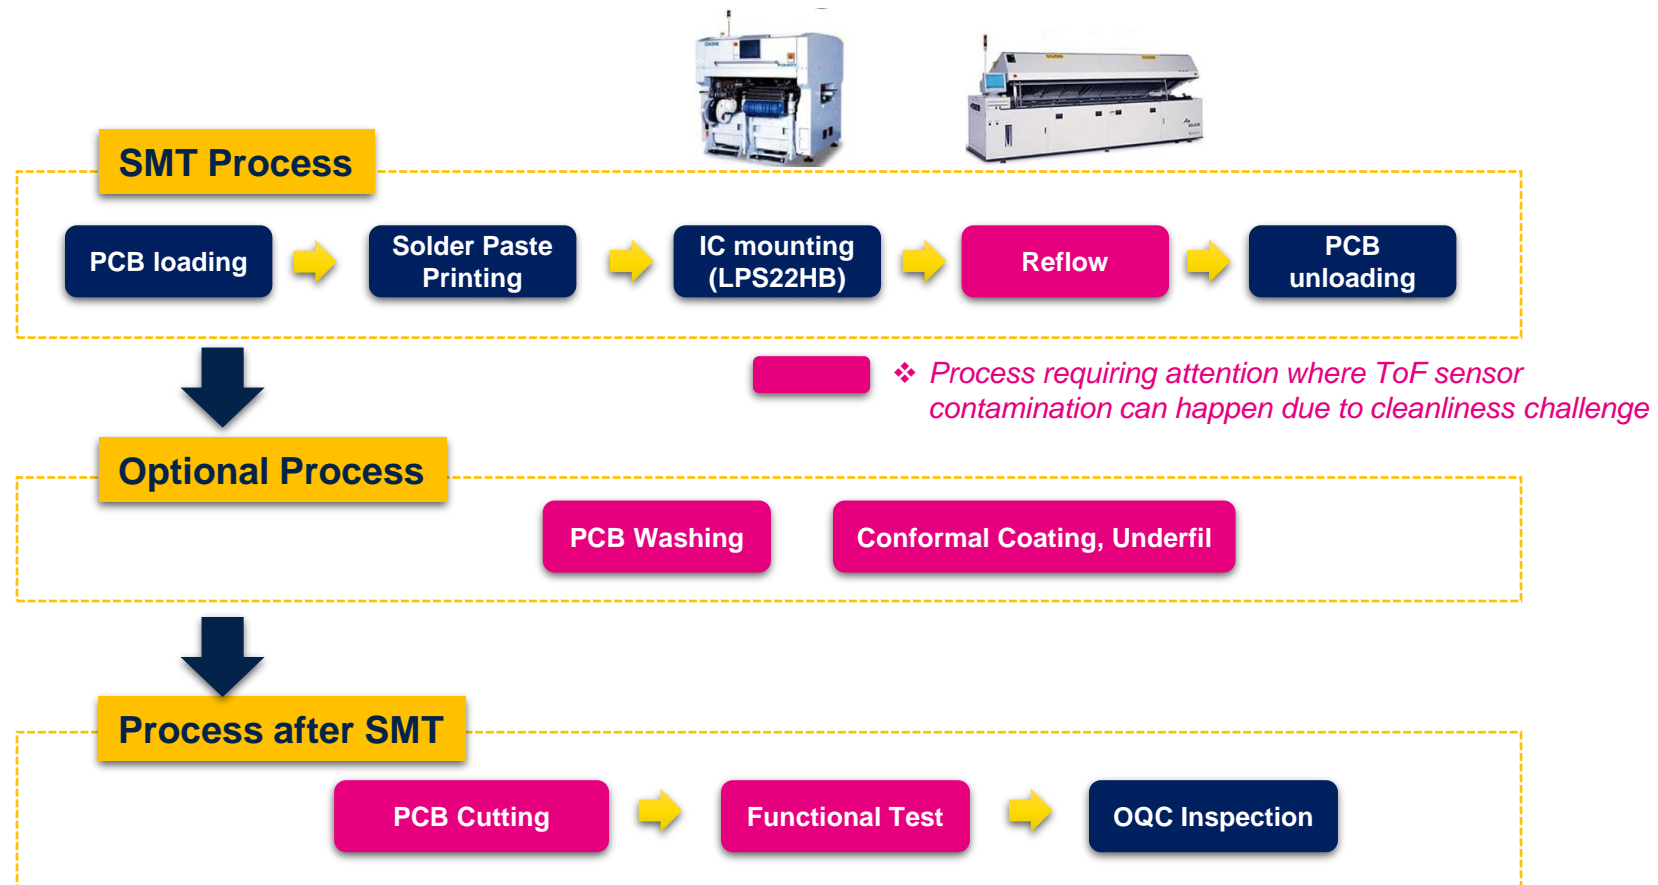 SMT Process
PCB loading
Solder Paste
Printing
IC mounting
(LPS22HB)
Reflow
PCB
unloading
❖ Process requiring attention where ToF sensor
contamination can happen due to cleanliness challenge
Optional Process
PCB Washing
Conformal Coating, Underfil
Process after SMT
PCB Cutting
Functional Test
OQC Inspection